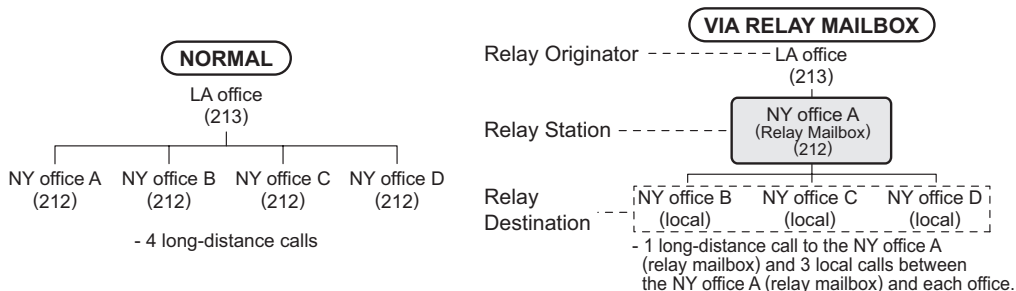 NORMAL
LA office
(213)
NY office A
(212)
NY office B
(212)
NY office C
(212)
NY office D
(212)
- 4 long-distance calls
VIA RELAY MAILBOX
Relay Originator
LA office
(213)
Relay Station
NY office A
(Relay Mailbox)
(212)
Relay
Destination
NY office B
(local)
NY office C
(local)
NY office D
(local)
- 1 long-distance call to the NY office A
(relay mailbox) and 3 local calls between
the NY office A (relay mailbox) and each office.